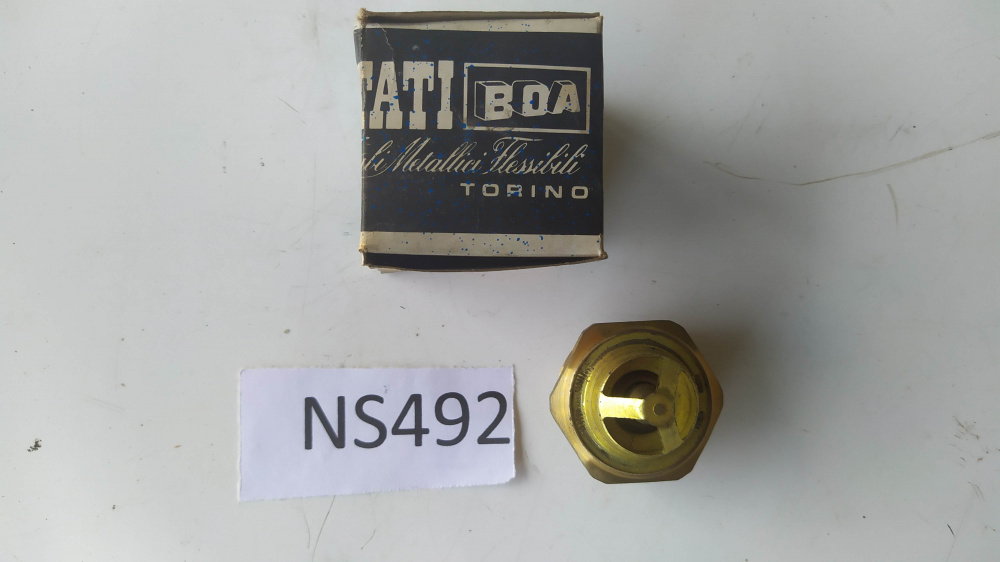 TATI BOA
bi Metallici Flessibili
TORINO
NS492